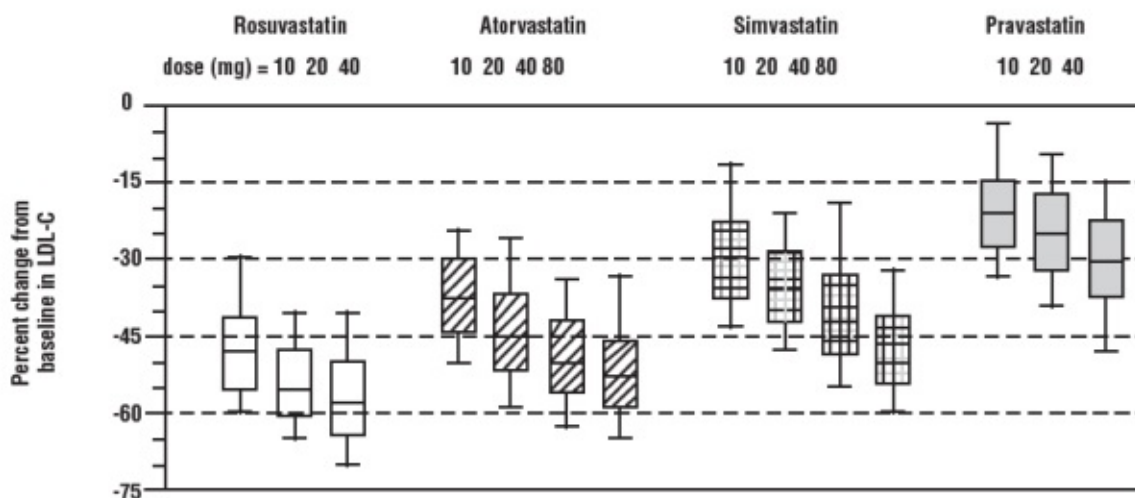 Rosuvastatin Atorvastatin Simvastatin Pravastatin
dose (mg) = 10 20 40 10 20 40 80 10 20 40 80 10 20 40
0
-15
-30
-45
-60
-75
Percent change from
baseline in LDL-C